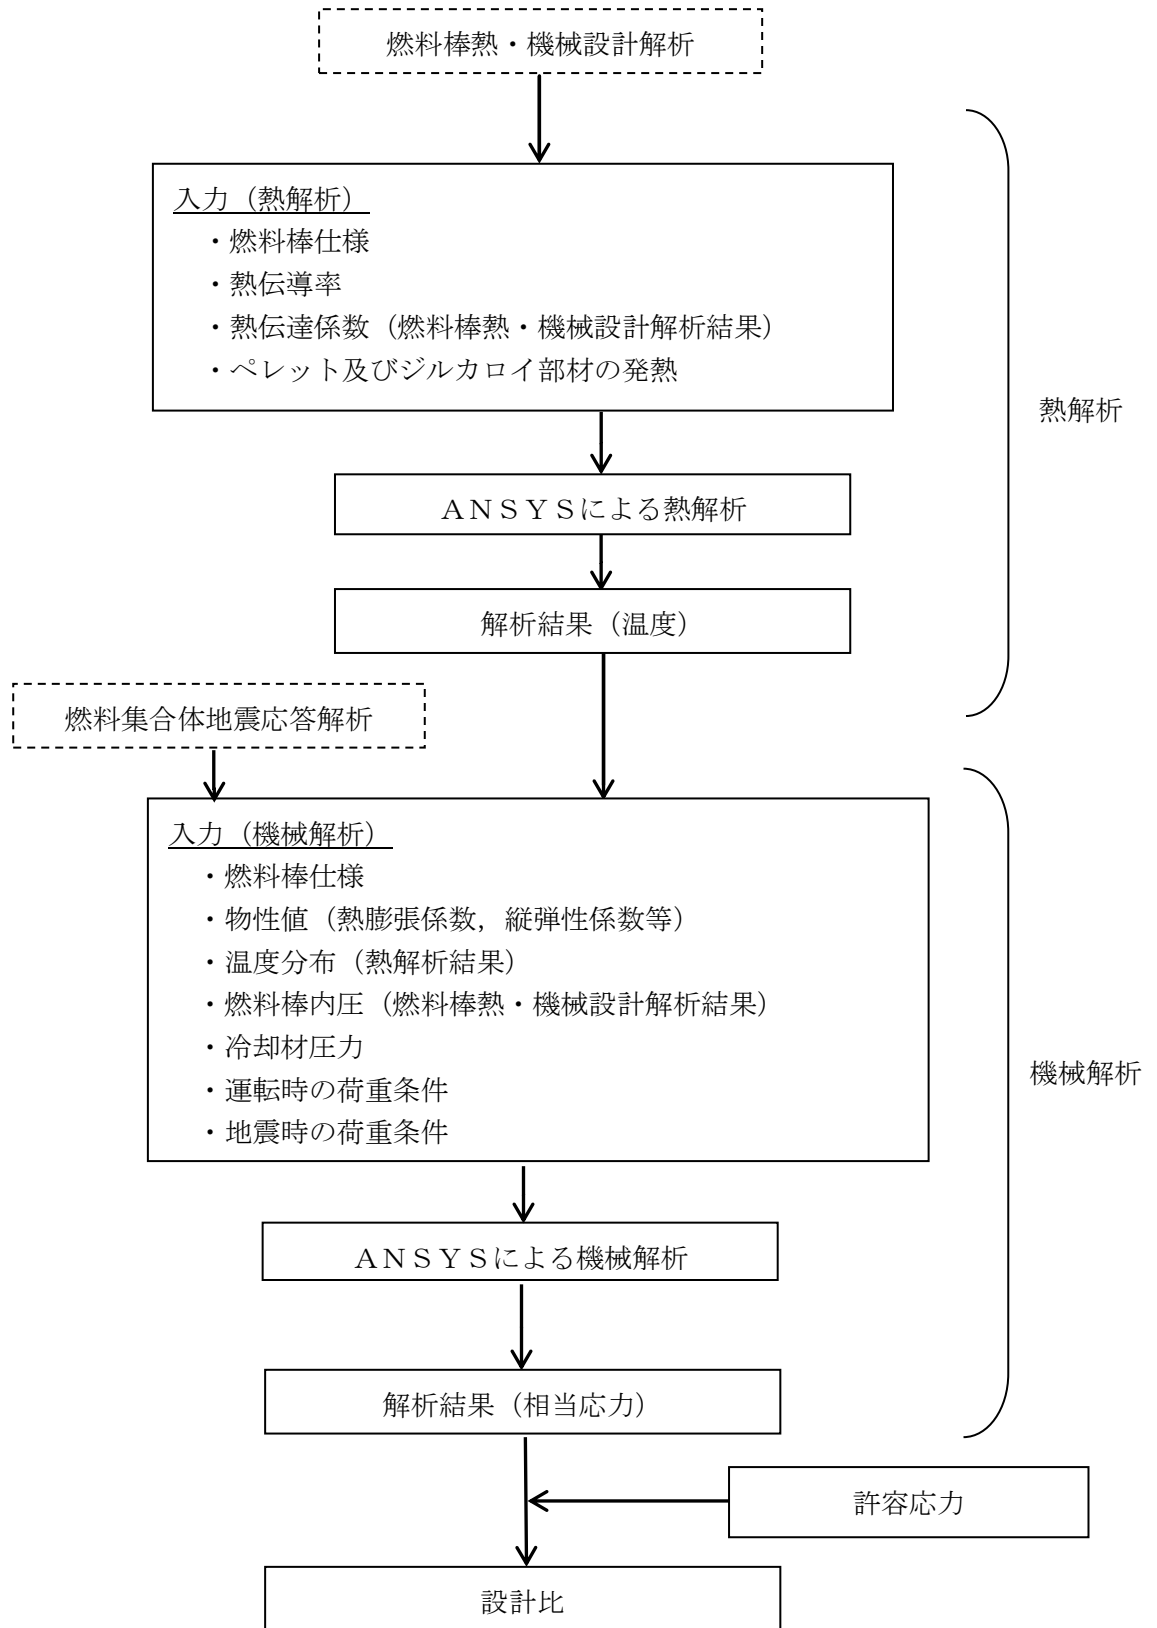 燃料棒熱・機械設計解析
入力（熱解析）
・燃料棒仕様
・熱伝導率
・熱伝達係数（燃料棒熱・機械設計解析結果）
・ペレット及びジルカロイ部材の発熱
熱解析
ＡＮＳＹＳによる熱解析
解析結果（温度）
燃料集合体地震応答解析
入力（機械解析）
・燃料棒仕様
・物性値（熱膨張係数，縦弾性係数等）
・温度分布（熱解析結果）
・燃料棒内圧（燃料棒熱・機械設計解析結果）
・冷却材圧力
・運転時の荷重条件
・地震時の荷重条件
機械解析
ＡＮＳＹＳによる機械解析
解析結果（相当応力）
許容応力
設計比